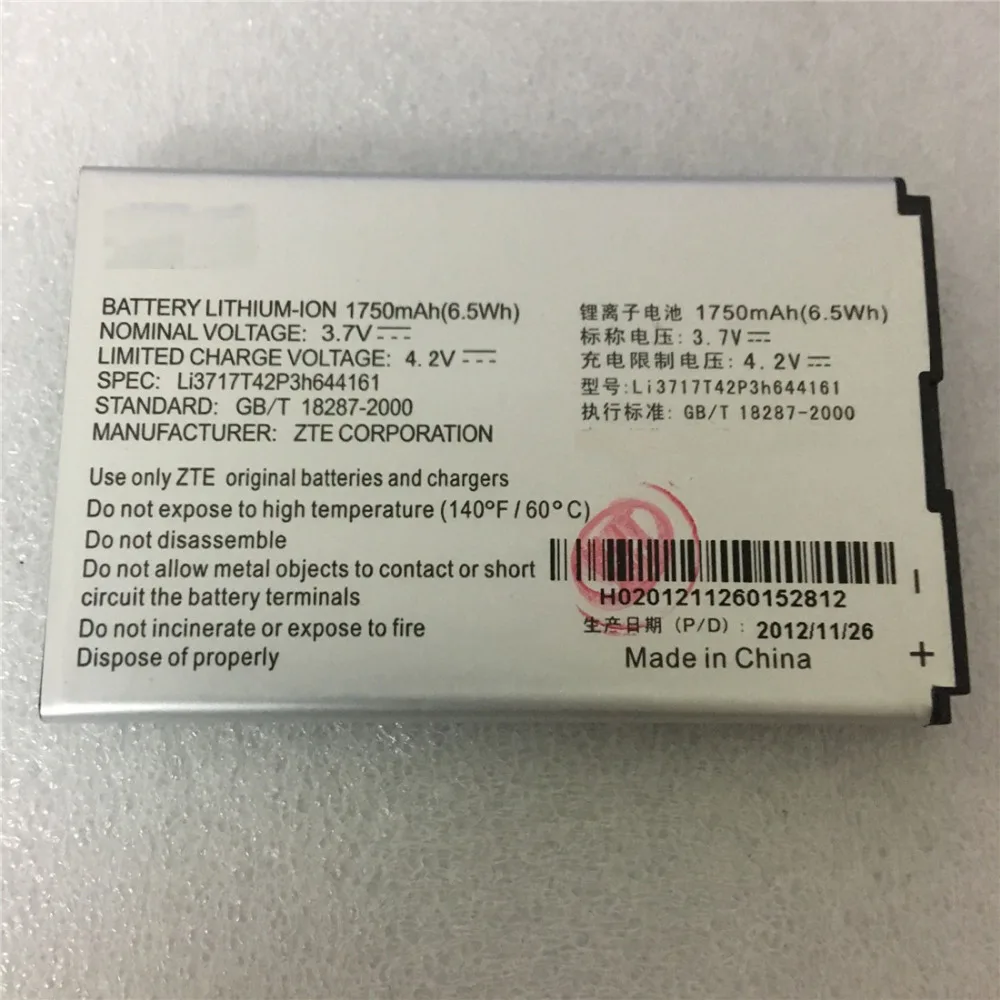 BATTERY LITHIUM-ION 1750mAh(6.5Wh)
NOMINAL VOLTAGE: 3.7V
LIMITED CHARGE VOLTAGE: 4.2V
SPEC: Li3717T42P3h644161
STANDARD: GB/T 18287-2000
MANUFACTURER: ZTE CORPORATION
锂离子电池 1750mAh(6.5Wh)
标称电压: 3.7V
充电限制电压: 4.2V
型号:Li3717T42P3h644161
执行标准: GB/T 18287-2000
Use only ZTE original batteries and chargers
Do not expose to high temperature (140°F / 60°C)
Do not disassemble
Do not allow metal objects to contact or short
circuit the battery terminals
Do not incinerate or expose to fire
Dispose of properly
H0201211260152812
生产日期 (P/D): 2012/11/26
Made in China
－
+